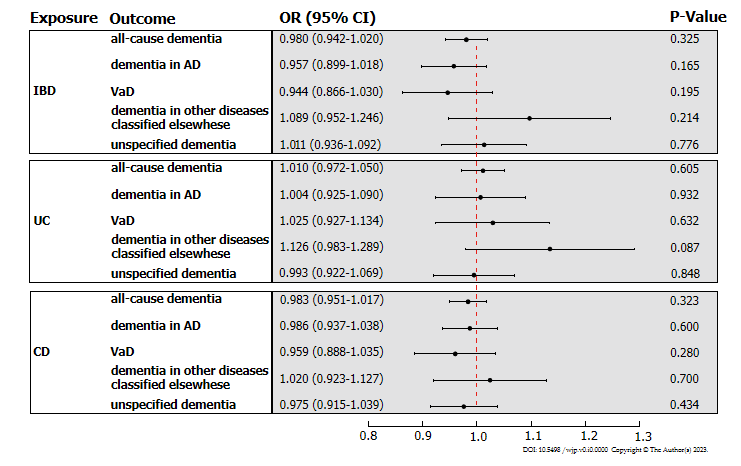 Exposure Outcome OR (95% CI) P-Value
all-cause dementia 0.980 (0.942-1.020) 0.325
dementia in AD 0.957 (0.899-1.018) 0.165
IBD VaD 0.944 (0.866-1.030) 0.195
dementia in other diseases
classified elsewhese 1.089 (0.952-1.246) 0.214
unspecified dementia 1.011 (0.936-1.092) 0.776
all-cause dementia 1.010 (0.972-1.050) 0.605
dementia in AD 1.004 (0.925-1.090) 0.932
UC VaD 1.025 (0.927-1.134) 0.632
dementia in other diseases
classified elsewhese 1.126 (0.983-1.289) 0.087
unspecified dementia 0.993 (0.922-1.069) 0.848
all-cause dementia 0.983 (0.951-1.017) 0.323
dementia in AD 0.986 (0.937-1.038) 0.600
CD VaD 0.959 (0.888-1.035) 0.280
dementia in other diseases
classified elsewhese 1.020 (0.923-1.127) 0.700
unspecified dementia 0.975 (0.915-1.039) 0.434
0.8 0.9 1.0 1.1 1.2 1.3
DOI: 10.5498 / wjp.v0.i0.0000 Copyright © The Author(s) 2023.